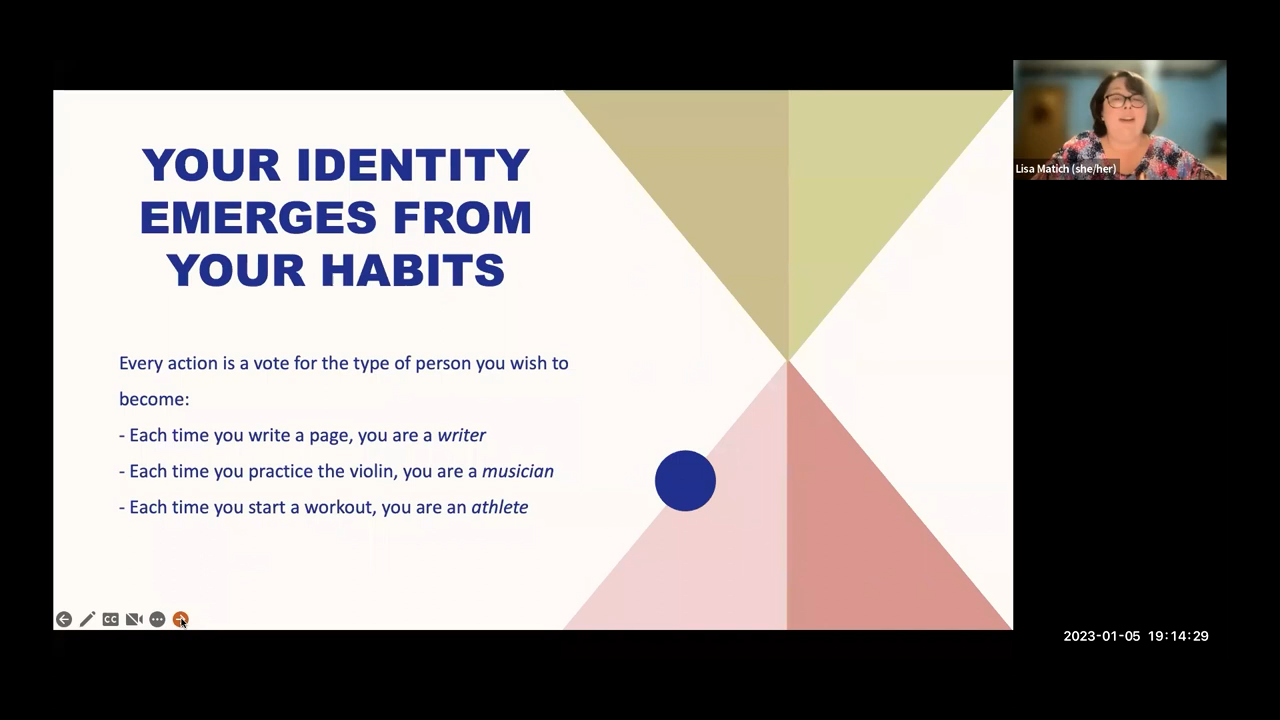 YOUR IDENTITY
EMERGES FROM
YOUR HABITS
Every action is a vote for the type of person you wish to
become:
- Each time you write a page, you are a writer
- Each time you practice the violin, you are a musician
- Each time you start a workout, you are an athlete
CC
Lisa Matich (she/her)
2023-01-05 19:14:29